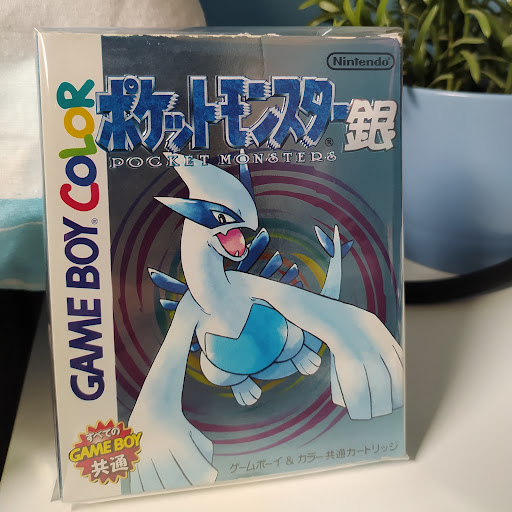 Nintendo
ポケットモンスター銀
POCKET MONSTERS
GAME BOY COLOR
すべての
GAME BOY
共通
ゲームボーイ & カラー共通カートリッジ